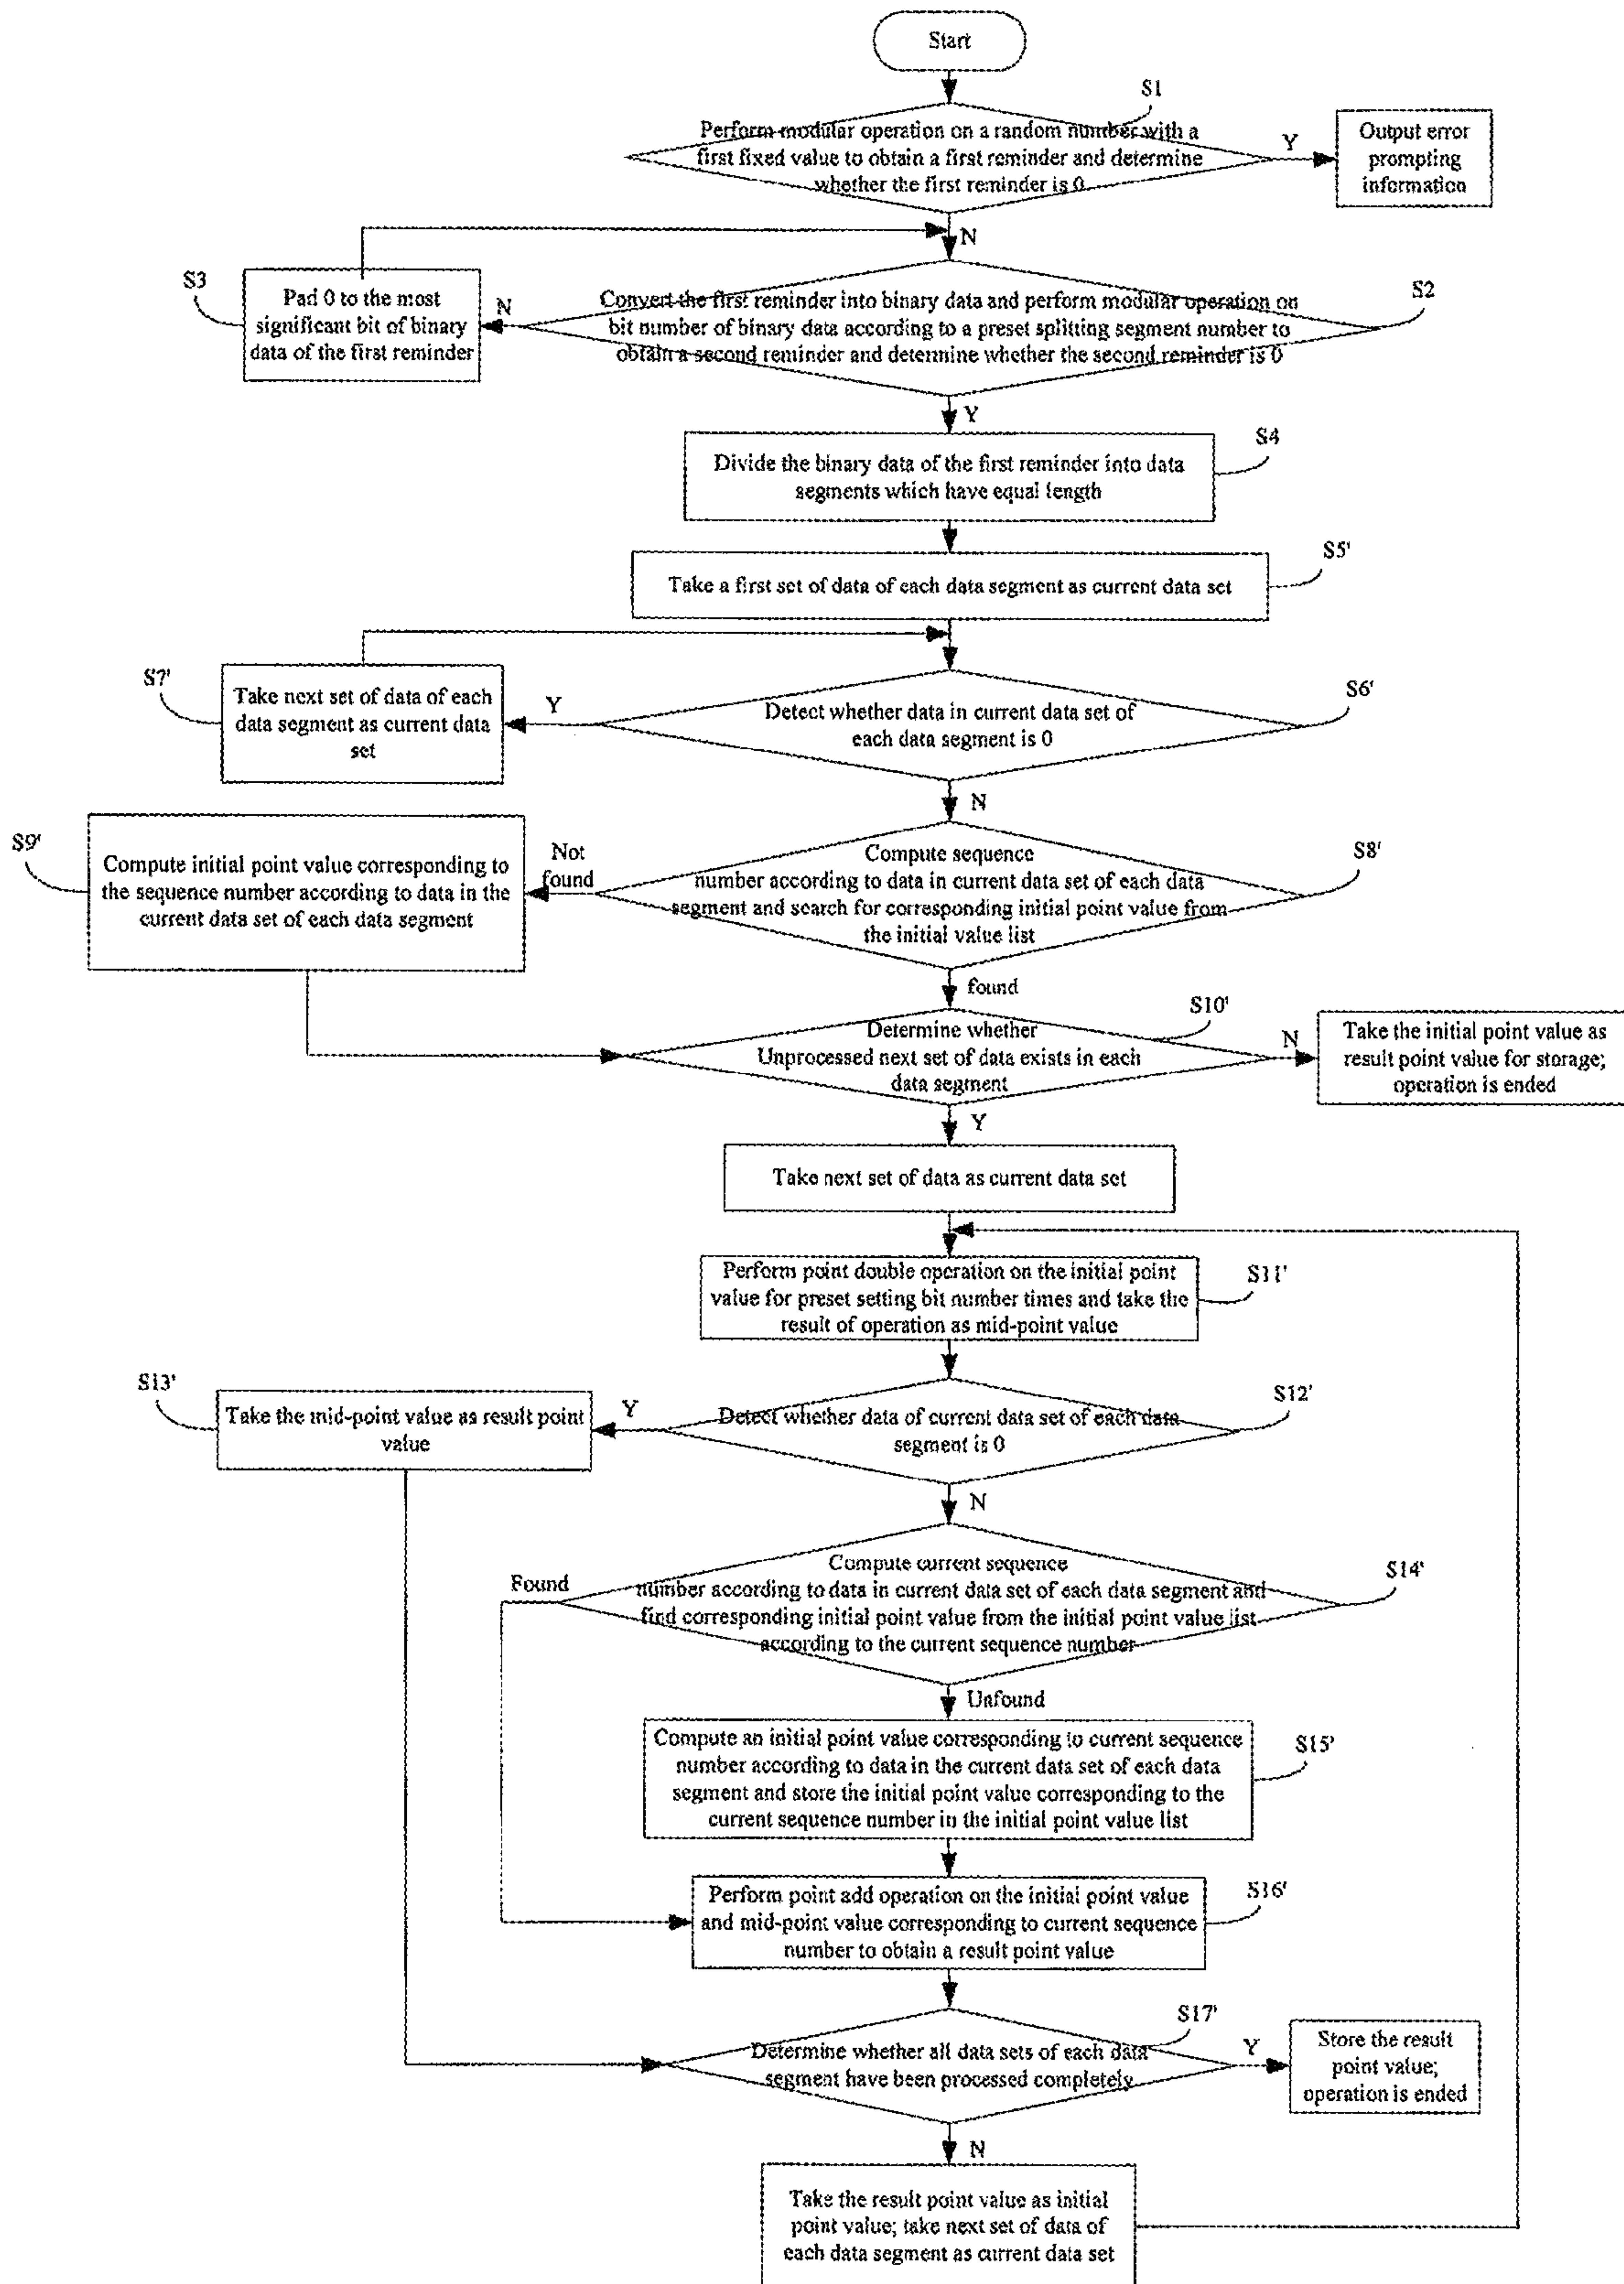 Start
S1
Perform modular operation on a random number with a
first fixed value to obtain a first reminder and determine
whether the first reminder is 0
Y
Output error
prompting
information
N
S3
Pad 0 to the most
significant bit of binary
data of the first reminder
N
S2
Convert the first reminder into binary data and perform modular operation on
bit number of binary data according to a preset splitting segment number to
obtain a second reminder and determine whether the second reminder is 0
Y
S4
Divide the binary data of the first reminder into data
segments which have equal length
S5'
Take a first set of data of each data segment as current data set
S7'
Take next set of data of each
data segment as current data
set
Y
S6'
Detect whether data in current data set of
each data segment is 0
N
S9'
Compute initial point value corresponding to
the sequence number according to data in the
current data set of each data segment
Not
found
S8'
Compute sequence
number according to data in current data set of each data
segment and search for corresponding initial point value from
the initial value list
found
S10'
Determine whether
Unprocessed next set of data exists in each
data segment
N
Take the initial point value as
result point value for storage;
operation is ended
Y
Take next set of data as current data set
S11'
Perform point double operation on the initial point
value for preset setting bit number times and take the
result of operation as mid-point value
S13'
Take the mid-point value as result point
value
Y
S12'
Detect whether data of current data set of each data
segment is 0
N
S14'
Found
Compute current sequence
number according to data in current data set of each data segment and
find corresponding initial point value from the initial point value list
according to the current sequence number
Unfound
S15'
Compute an initial point value corresponding to current sequence
number according to data in the current data set of each data
segment and store the initial point value corresponding to the
current sequence number in the initial point value list
S16'
Perform point add operation on the initial point value
and mid-point value corresponding to current sequence
number to obtain a result point value
S17'
Determine whether all data sets of each data
segment have been processed completely
Y
Store the result
point value;
operation is ended
N
Take the result point value as initial
point value; take next set of data of
each data segment as current data set